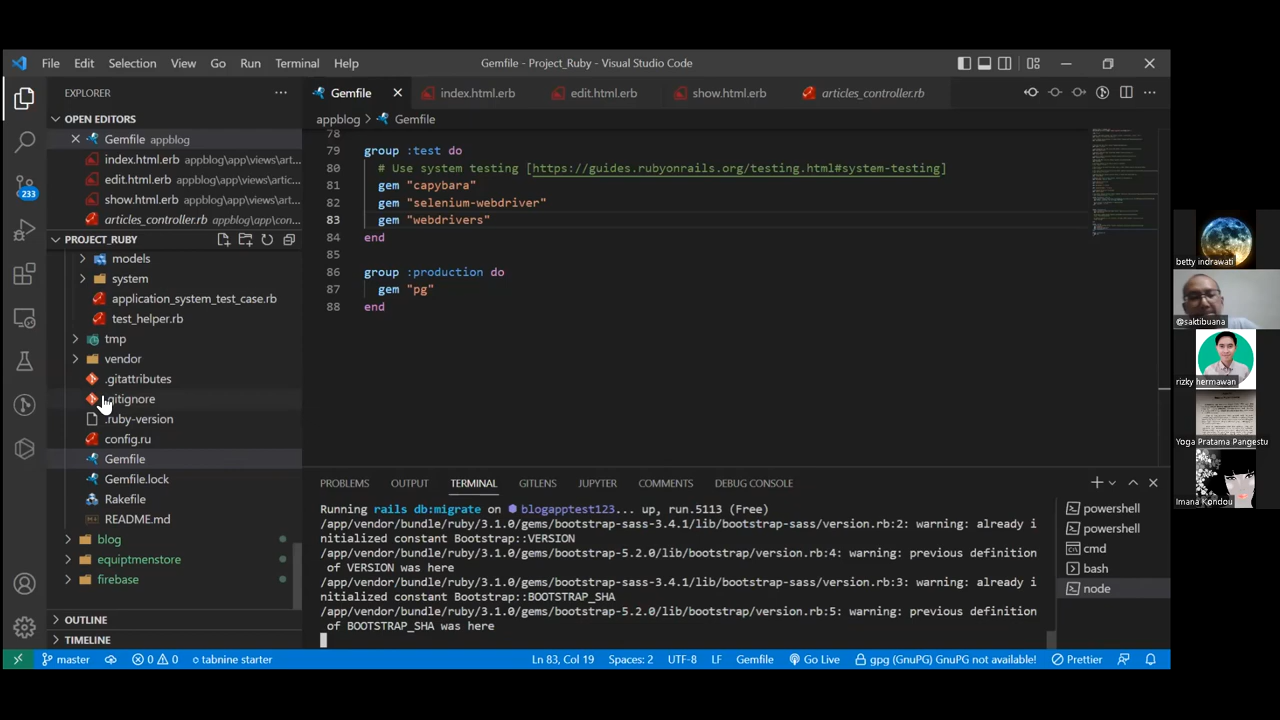 File Edit Selection View Go Run Terminal Help
Gemfile - Project_Ruby - Visual Studio Code
EXPLORER
OPEN EDITORS
Gemfile appblog
index.html.erb appblog\app\views\art...
edit.html.erb appblog\app\views\artic...
show.html.erb appblog\app\views\art...
articles_controller.rb appblog\app\con...
233
PROJECT_RUBY
models
system
application_system_test_case.rb
test_helper.rb
tmp
vendor
.gitattributes
.gitignore
.ruby-version
config.ru
Gemfile
Gemfile.lock
Rakefile
README.md
blog
equiptmenstore
firebase
OUTLINE
TIMELINE
Gemfile
index.html.erb
edit.html.erb
show.html.erb
articles_controller.rb
appblog > Gemfile
78
79 group :test do
80 # Use system testing [https://guides.rubyonrails.org/testing.html#system-testing]
81 gem "capybara"
82 gem "selenium-webdriver"
83 gem "webdrivers"
84 end
85
86 group :production do
87 gem "pg"
88 end
PROBLEMS OUTPUT TERMINAL GITLENS JUPYTER COMMENTS DEBUG CONSOLE
Running rails db:migrate on blogapptest123... up, run.5113 (Free)
/app/vendor/bundle/ruby/3.1.0/gems/bootstrap-sass-3.4.1/lib/bootstrap-sass/version.rb:2: warning: already i
nitialized constant Bootstrap::VERSION
/app/vendor/bundle/ruby/3.1.0/gems/bootstrap-5.2.0/lib/bootstrap/version.rb:4: warning: previous definition
of VERSION was here
/app/vendor/bundle/ruby/3.1.0/gems/bootstrap-sass-3.4.1/lib/bootstrap-sass/version.rb:3: warning: already i
nitialized constant Bootstrap::BOOTSTRAP_SHA
/app/vendor/bundle/ruby/3.1.0/gems/bootstrap-5.2.0/lib/bootstrap/version.rb:5: warning: previous definition
of BOOTSTRAP_SHA was here
powershell
powershell
cmd
bash
node
master 0 0 tabnine starter
Ln 83, Col 19 Spaces: 2 UTF-8 LF Gemfile Go Live gpg (GnuPG) GnuPG not available! Prettier
betty indrawati
@saktibuana
rizky hermawan
Yoga Pratama Pangestu
Imana Kondou